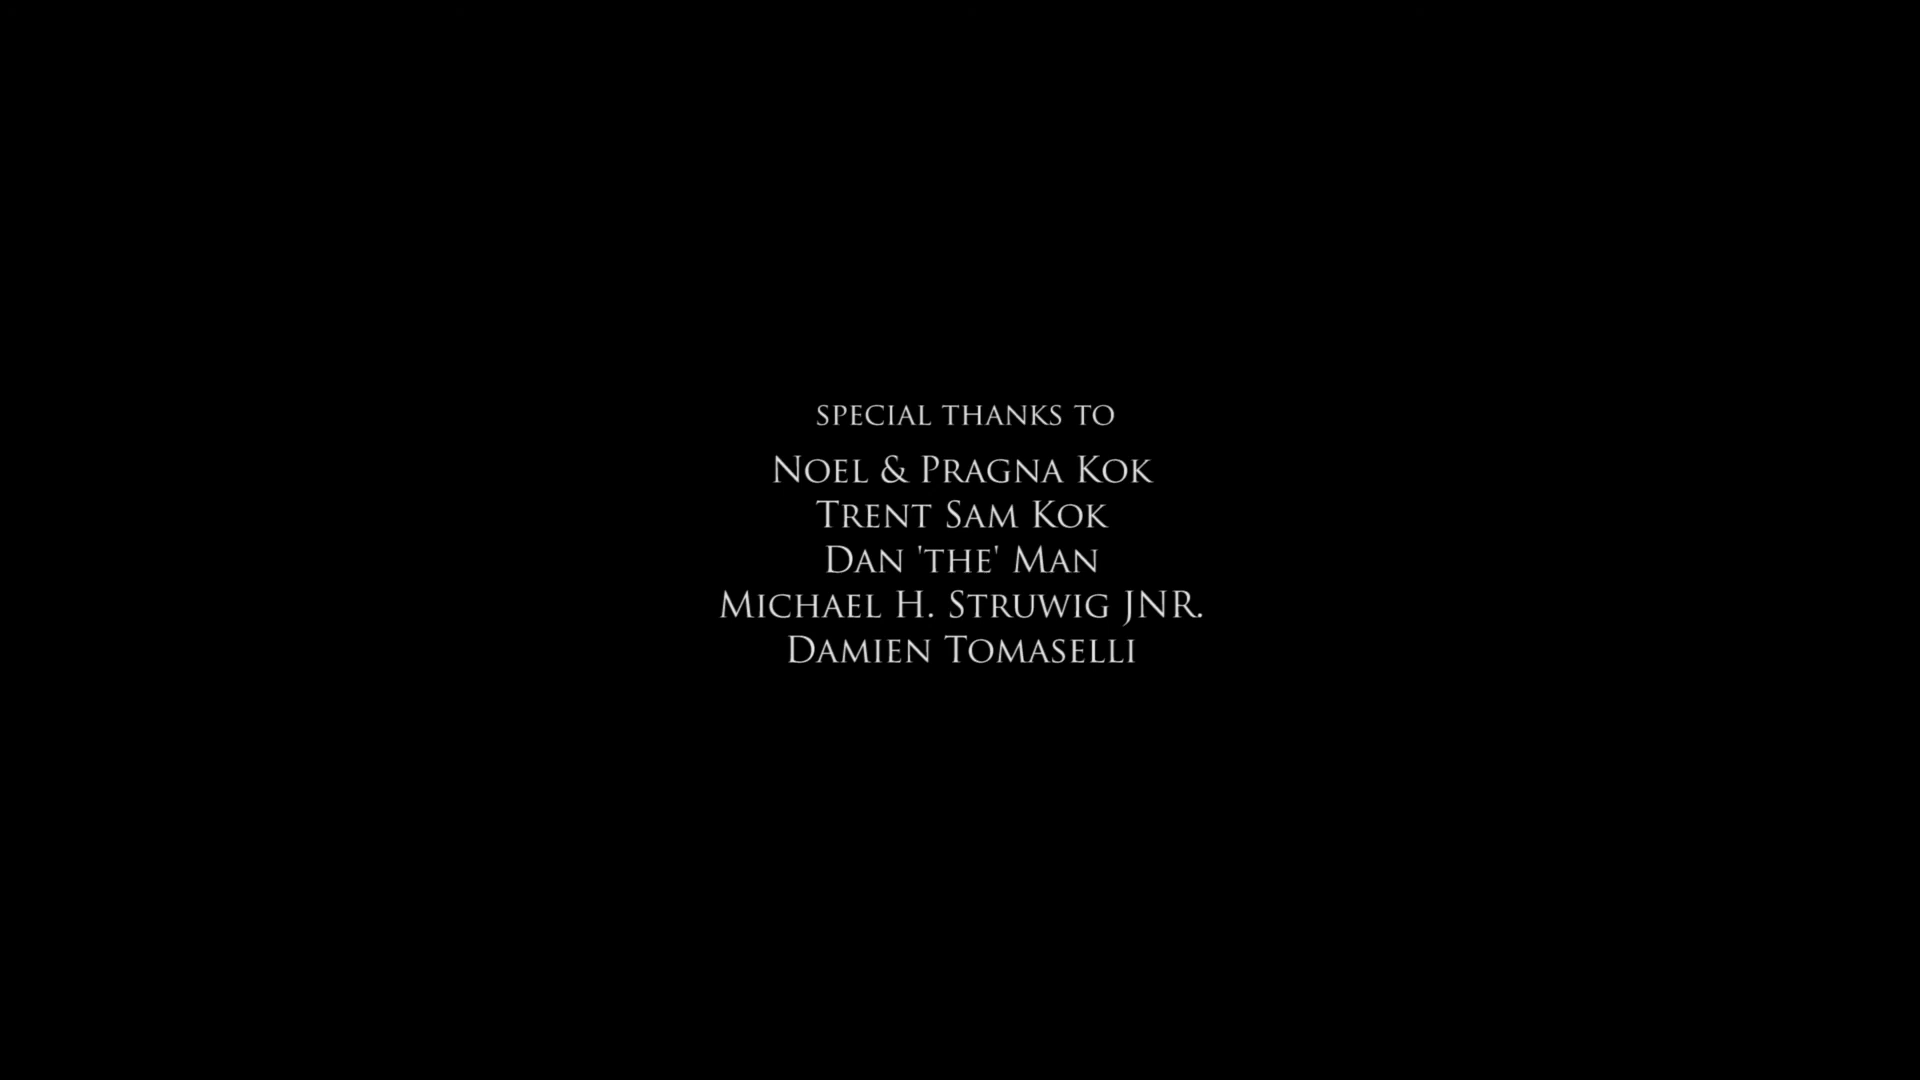 SPECIAL THANKS TO
NOEL & PRAGNA KOK
TRENT SAM KOK
DAN 'THE' MAN
MICHAEL H. STRUWIG JNR.
DAMIEN TOMASELLI